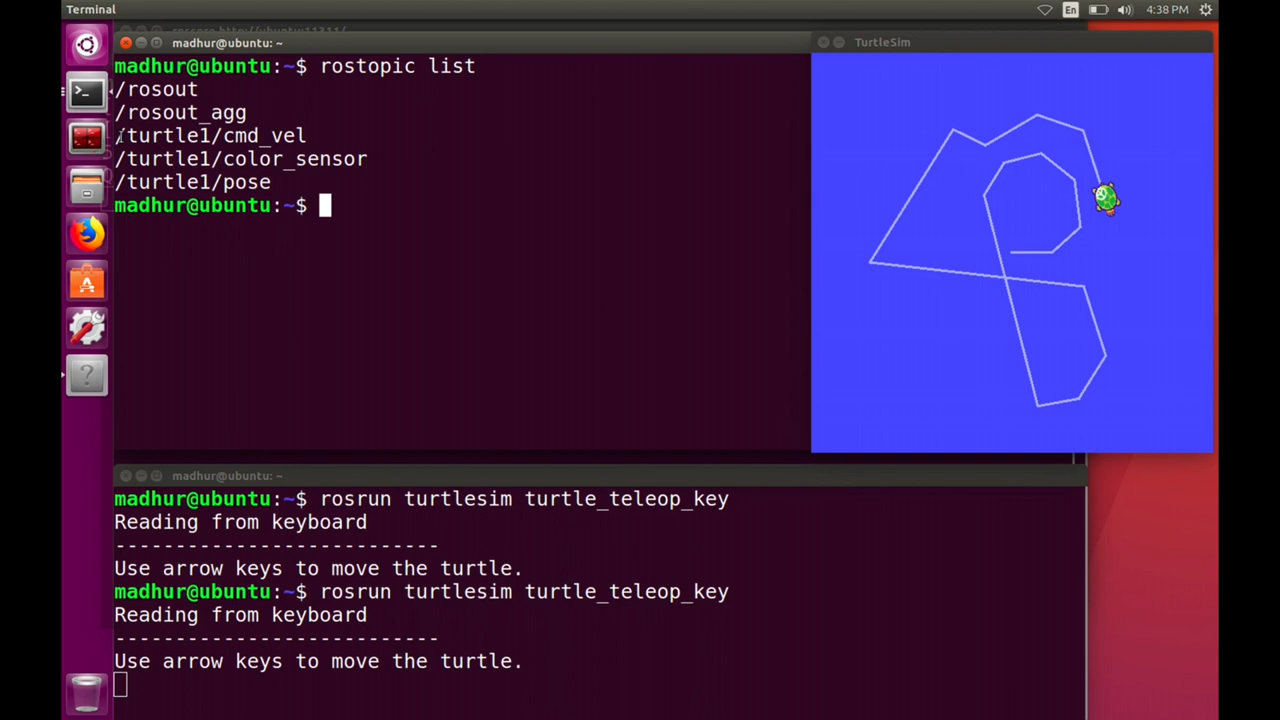 Terminal
En
4:38 PM
madhur@ubuntu: ~
TurtleSim
madhur@ubuntu:~$ rostopic list
/rosout
/rosout_agg
/turtle1/cmd_vel
/turtle1/color_sensor
/turtle1/pose
madhur@ubuntu:~$
madhur@ubuntu: ~
madhur@ubuntu:~$ rosrun turtlesim turtle_teleop_key
Reading from keyboard
---------------------------
Use arrow keys to move the turtle.
madhur@ubuntu:~$ rosrun turtlesim turtle_teleop_key
Reading from keyboard
---------------------------
Use arrow keys to move the turtle.